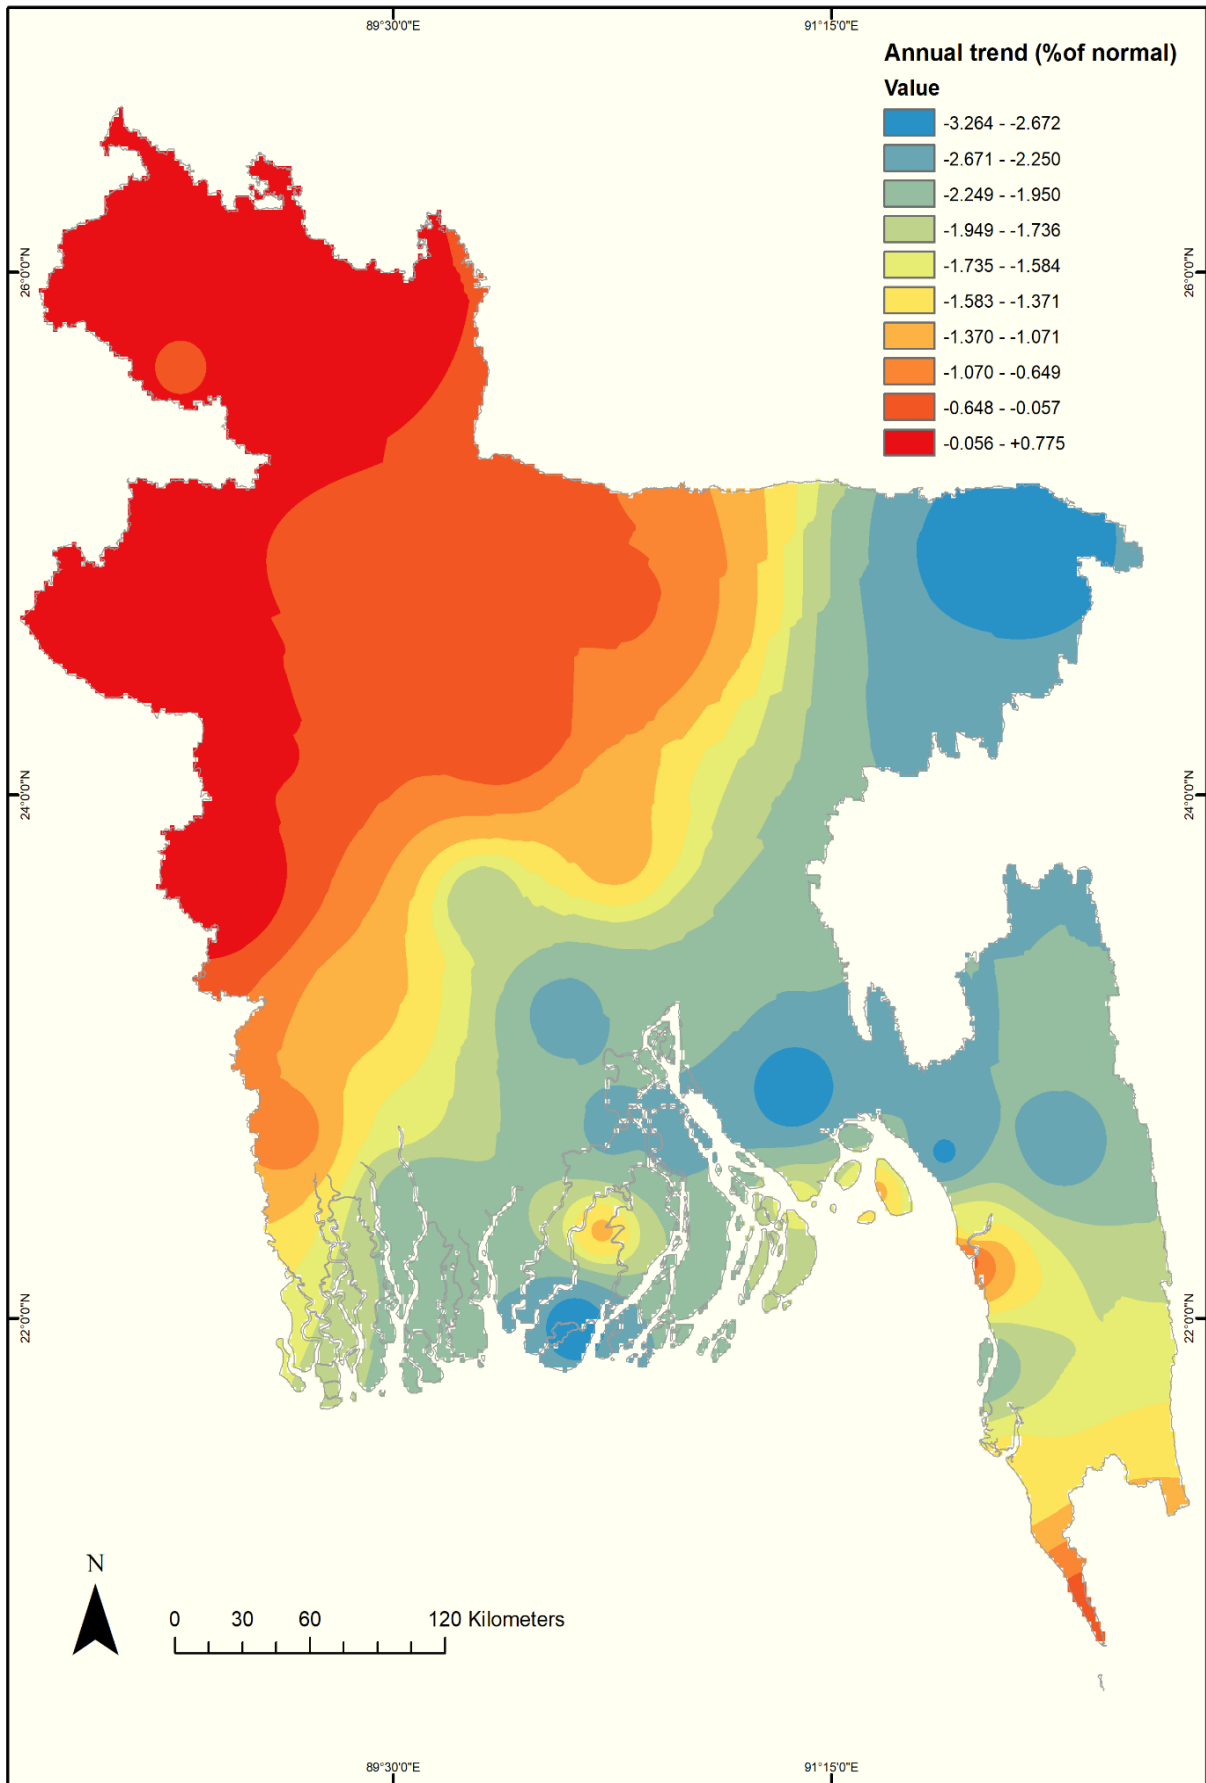 89°30'0"E
91°15'0"E
Annual trend (%of normal)
Value
-3.264 - -2.672
-2.671 - -2.250
-2.249 - -1.950
-1.949 - -1.736
-1.735 - -1.584
-1.583 - -1.371
-1.370 - -1.071
-1.070 - -0.649
-0.648 - -0.057
-0.056 - +0.775
26°0'0"N
26°0'0"N
24°0'0"N
24°0'0"N
22°0'0"N
22°0'0"N
N
0 30 60 120 Kilometers
89°30'0"E
91°15'0"E